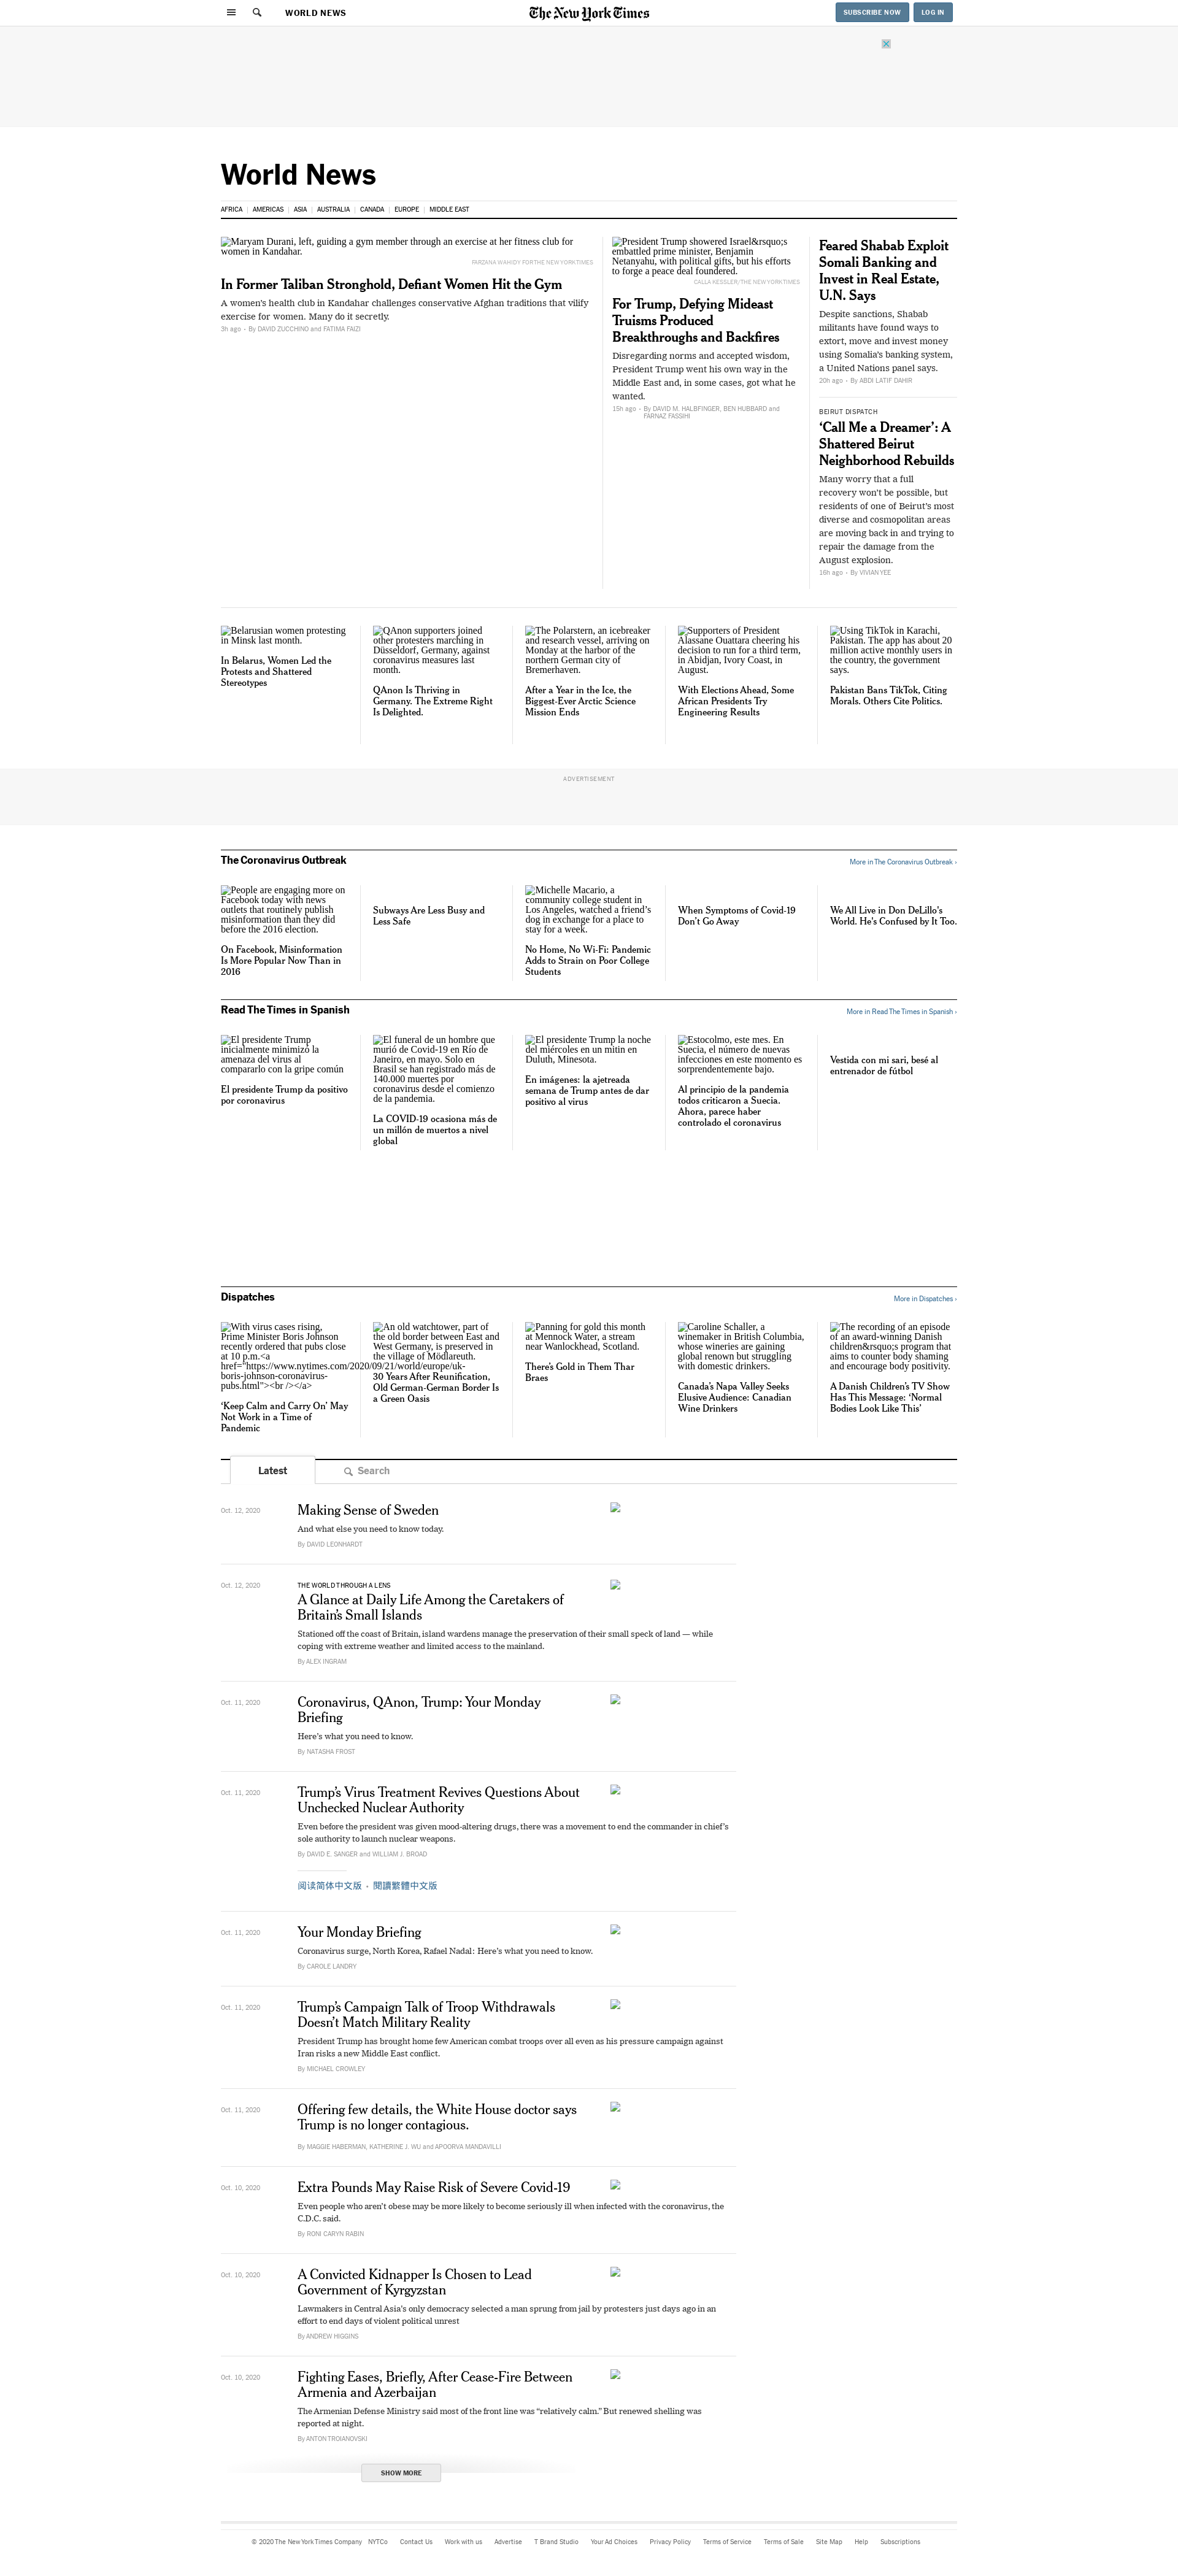 WORLD NEWS
The New York Times
SUBSCRIBE NOW
LOG IN
World News
AFRICA | AMERICAS | ASIA | AUSTRALIA | CANADA | EUROPE | MIDDLE EAST
Maryam Durani, left, guiding a gym member through an exercise at her fitness club for
women in Kandahar.
FARZANA WAHIDY FOR THE NEW YORK TIMES
In Former Taliban Stronghold, Defiant Women Hit the Gym
A women's health club in Kandahar challenges conservative Afghan traditions that vilify
exercise for women. Many do it secretly.
3h ago • By DAVID ZUCCHINO and FATIMA FAIZI
President Trump showered Israel&rsquo;s
embattled prime minister, Benjamin
Netanyahu, with political gifts, but his efforts
to forge a peace deal foundered.
CALLA KESSLER/THE NEW YORK TIMES
For Trump, Defying Mideast
Truisms Produced
Breakthroughs and Backfires
Disregarding norms and accepted wisdom,
President Trump went his own way in the
Middle East and, in some cases, got what he
wanted.
15h ago • By DAVID M. HALBFINGER, BEN HUBBARD and
FARNAZ FASSIHI
Feared Shabab Exploit
Somali Banking and
Invest in Real Estate,
U.N. Says
Despite sanctions, Shabab
militants have found ways to
extort, move and invest money
using Somalia's banking system,
a United Nations panel says.
20h ago • By ABDI LATIF DAHIR
BEIRUT DISPATCH
‘Call Me a Dreamer’: A
Shattered Beirut
Neighborhood Rebuilds
Many worry that a full
recovery won't be possible, but
residents of one of Beirut's most
diverse and cosmopolitan areas
are moving back in and trying to
repair the damage from the
August explosion.
16h ago • By VIVIAN YEE
Belarusian women protesting
in Minsk last month.
In Belarus, Women Led the
Protests and Shattered
Stereotypes
QAnon supporters joined
other protesters marching in
Düsseldorf, Germany, against
coronavirus measures last
month.
QAnon Is Thriving in
Germany. The Extreme Right
Is Delighted.
The Polarstern, an icebreaker
and research vessel, arriving on
Monday at the harbor of the
northern German city of
Bremerhaven.
After a Year in the Ice, the
Biggest-Ever Arctic Science
Mission Ends
Supporters of President
Alassane Ouattara cheering his
decision to run for a third term,
in Abidjan, Ivory Coast, in
August.
With Elections Ahead, Some
African Presidents Try
Engineering Results
Using TikTok in Karachi,
Pakistan. The app has about 20
million active monthly users in
the country, the government
says.
Pakistan Bans TikTok, Citing
Morals. Others Cite Politics.
ADVERTISEMENT
The Coronavirus Outbreak
More in The Coronavirus Outbreak ›
People are engaging more on
Facebook today with news
outlets that routinely publish
misinformation than they did
before the 2016 election.
On Facebook, Misinformation
Is More Popular Now Than in
2016
Subways Are Less Busy and
Less Safe
Michelle Macario, a
community college student in
Los Angeles, watched a friend’s
dog in exchange for a place to
stay for a week.
No Home, No Wi-Fi: Pandemic
Adds to Strain on Poor College
Students
When Symptoms of Covid-19
Don't Go Away
We All Live in Don DeLillo's
World. He's Confused by It Too.
Read The Times in Spanish
More in Read The Times in Spanish ›
El presidente Trump
inicialmente minimizó la
amenaza del virus al
compararlo con la gripe común
El presidente Trump da positivo
por coronavirus
El funeral de un hombre que
murió de Covid-19 en Río de
Janeiro, en mayo. Solo en
Brasil se han registrado más de
140.000 muertes por
coronavirus desde el comienzo
de la pandemia.
La COVID-19 ocasiona más de
un millón de muertos a nivel
global
El presidente Trump la noche
del miércoles en un mitin en
Duluth, Minesota.
En imágenes: la ajetreada
semana de Trump antes de dar
positivo al virus
Estocolmo, este mes. En
Suecia, el número de nuevas
infecciones en este momento es
sorprendentemente bajo.
Al principio de la pandemia
todos criticaron a Suecia.
Ahora, parece haber
controlado el coronavirus
Vestida con mi sari, besé al
entrenador de fútbol
Dispatches
More in Dispatches ›
With virus cases rising,
Prime Minister Boris Johnson
recently ordered that pubs close
at 10 p.m.<a
href="https://www.nytimes.com/2020/09/21/world/europe/uk-
boris-johnson-coronavirus-
pubs.html"><br /></a>
‘Keep Calm and Carry On’ May
Not Work in a Time of
Pandemic
An old watchtower, part of
the old border between East and
West Germany, is preserved in
the village of Mödlareuth.
30 Years After Reunification,
Old German-German Border Is
a Green Oasis
Panning for gold this month
at Mennock Water, a stream
near Wanlockhead, Scotland.
There's Gold in Them Thar
Braes
Caroline Schaller, a
winemaker in British Columbia,
whose wineries are gaining
global renown but struggling
with domestic drinkers.
Canada's Napa Valley Seeks
Elusive Audience: Canadian
Wine Drinkers
The recording of an episode
of an award-winning Danish
children&rsquo;s program that
aims to counter body shaming
and encourage body positivity.
A Danish Children's TV Show
Has This Message: ‘Normal
Bodies Look Like This’
Latest
Search
Oct. 12, 2020
Making Sense of Sweden
And what else you need to know today.
By DAVID LEONHARDT
Oct. 12, 2020
THE WORLD THROUGH A LENS
A Glance at Daily Life Among the Caretakers of
Britain's Small Islands
Stationed off the coast of Britain, island wardens manage the preservation of their small speck of land — while
coping with extreme weather and limited access to the mainland.
By ALEX INGRAM
Oct. 11, 2020
Coronavirus, QAnon, Trump: Your Monday
Briefing
Here's what you need to know.
By NATASHA FROST
Oct. 11, 2020
Trump's Virus Treatment Revives Questions About
Unchecked Nuclear Authority
Even before the president was given mood-altering drugs, there was a movement to end the commander in chief's
sole authority to launch nuclear weapons.
By DAVID E. SANGER and WILLIAM J. BROAD
阅读简体中文版 • 閱讀繁體中文版
Oct. 11, 2020
Your Monday Briefing
Coronavirus surge, North Korea, Rafael Nadal: Here's what you need to know.
By CAROLE LANDRY
Oct. 11, 2020
Trump's Campaign Talk of Troop Withdrawals
Doesn't Match Military Reality
President Trump has brought home few American combat troops over all even as his pressure campaign against
Iran risks a new Middle East conflict.
By MICHAEL CROWLEY
Oct. 11, 2020
Offering few details, the White House doctor says
Trump is no longer contagious.
By MAGGIE HABERMAN, KATHERINE J. WU and APOORVA MANDAVILLI
Oct. 10, 2020
Extra Pounds May Raise Risk of Severe Covid-19
Even people who aren't obese may be more likely to become seriously ill when infected with the coronavirus, the
C.D.C. said.
By RONI CARYN RABIN
Oct. 10, 2020
A Convicted Kidnapper Is Chosen to Lead
Government of Kyrgyzstan
Lawmakers in Central Asia's only democracy selected a man sprung from jail by protesters just days ago in an
effort to end days of violent political unrest
By ANDREW HIGGINS
Oct. 10, 2020
Fighting Eases, Briefly, After Cease-Fire Between
Armenia and Azerbaijan
The Armenian Defense Ministry said most of the front line was “relatively calm.” But renewed shelling was
reported at night.
By ANTON TROIANOVSKI
SHOW MORE
© 2020 The New York Times Company NYTCo Contact Us Work with us Advertise T Brand Studio Your Ad Choices Privacy Policy Terms of Service Terms of Sale Site Map Help Subscriptions